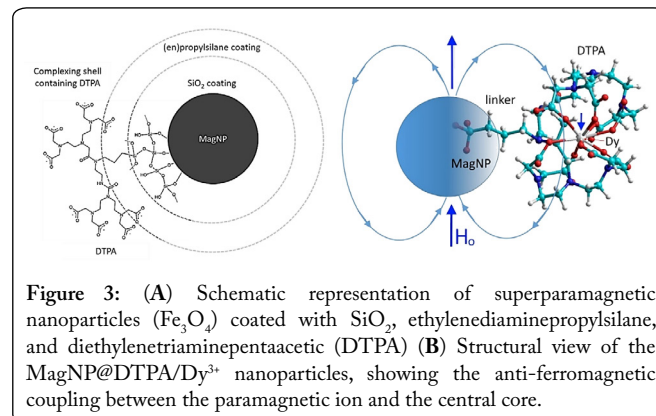 (en)propylsilane coating
Complexing shell
containing DTPA
SiO₂ coating
MagNP
DTPA
DTPA
linker
Dy
MagNP
H₀
Figure 3: (A) Schematic representation of superparamagnetic
nanoparticles (Fe₃O₄) coated with SiO₂, ethylenediaminepropylsilane,
and diethylenetriaminepentaacetic (DTPA) (B) Structural view of the
MagNP@DTPA/Dy³⁺ nanoparticles, showing the anti-ferromagnetic
coupling between the paramagnetic ion and the central core.